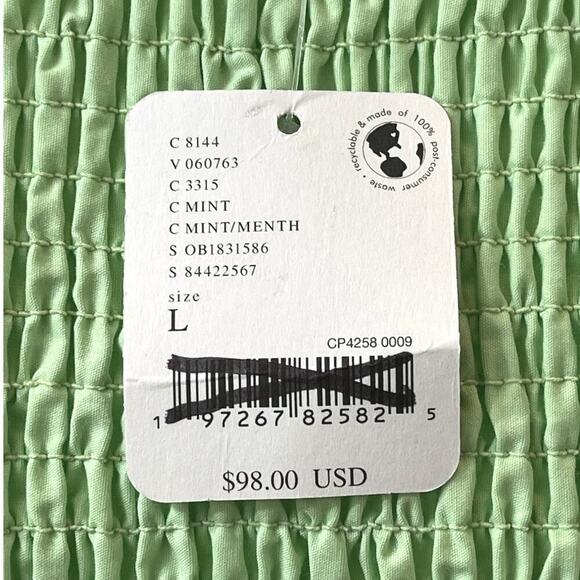 recyclable & made of 100% post-consumer waste •
C 8144
V 060763
C 3315
C MINT
C MINT/MENTH
S OB1831586
S 84422567
size
L
CP4258 0009
1 97267 82582 5
$98.00 USD